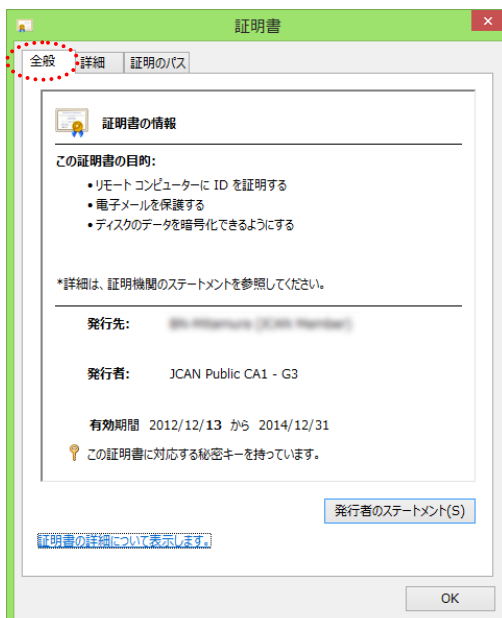 証明書
全般 詳細 証明のパス
証明書の情報
この証明書の目的:
•リモート コンピューターに ID を証明する
•電子メールを保護する
•ディスクのデータを暗号化できるようにする
*詳細は、証明機関のステートメントを参照してください。
発行先:
発行者: JCAN Public CA1 - G3
有効期間 2012/12/13 から 2014/12/31
この証明書に対応する秘密キーを持っています。
発行者のステートメント(S)
証明書の詳細について表示します。
OK